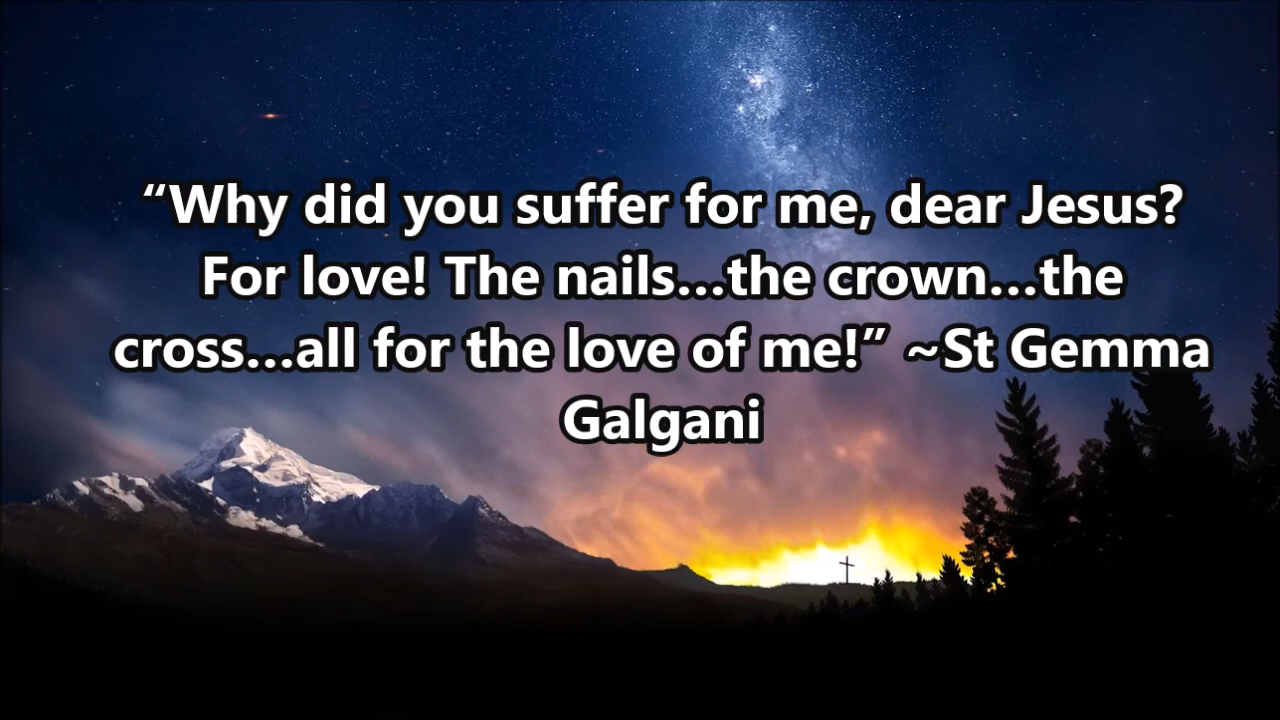 “Why did you suffer for me, dear Jesus?
For love! The nails...the crown...the
cross...all for the love of me!” ~St Gemma
Galgani